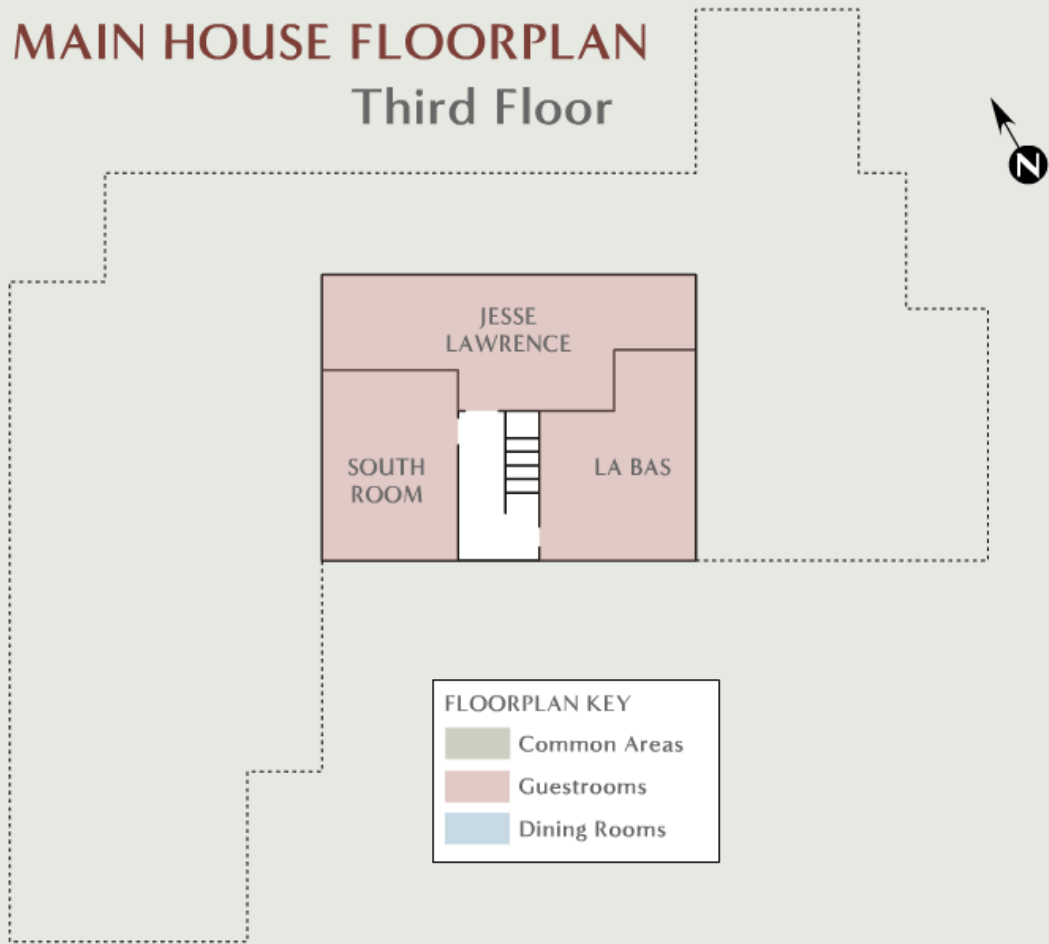 MAIN HOUSE FLOORPLAN
Third Floor
N
JESSE
LAWRENCE
SOUTH
ROOM
LA BAS
FLOORPLAN KEY
Common Areas
Guestrooms
Dining Rooms